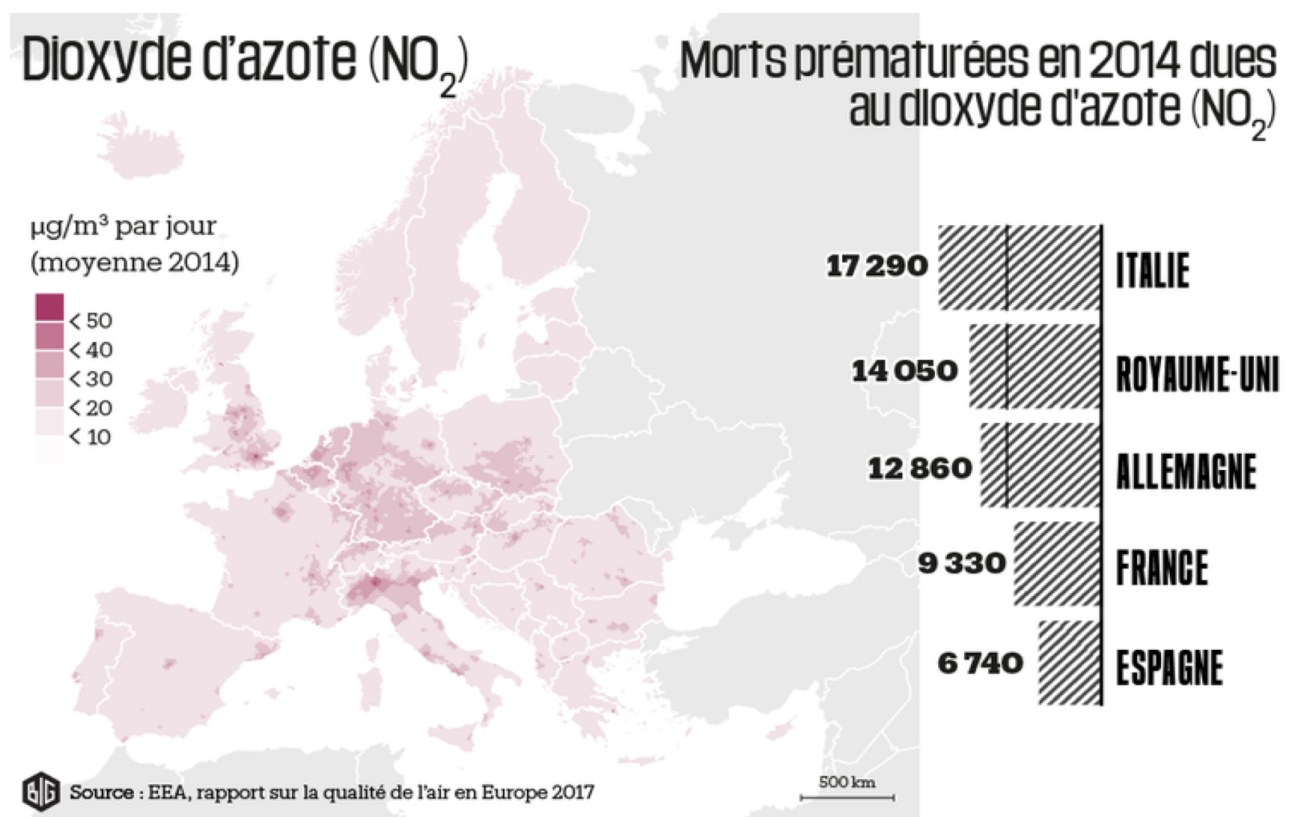 Dioxyde d'azote (NO₂)
Morts prématurées en 2014 dues
au dioxyde d'azote (NO₂)
µg/m³ par jour
(moyenne 2014)
< 50
< 40
< 30
< 20
< 10
17 290 ITALIE
14 050 ROYAUME-UNI
12 860 ALLEMAGNE
9 330 FRANCE
6 740 ESPAGNE
500 km
BIG Source : EEA, rapport sur la qualité de l'air en Europe 2017